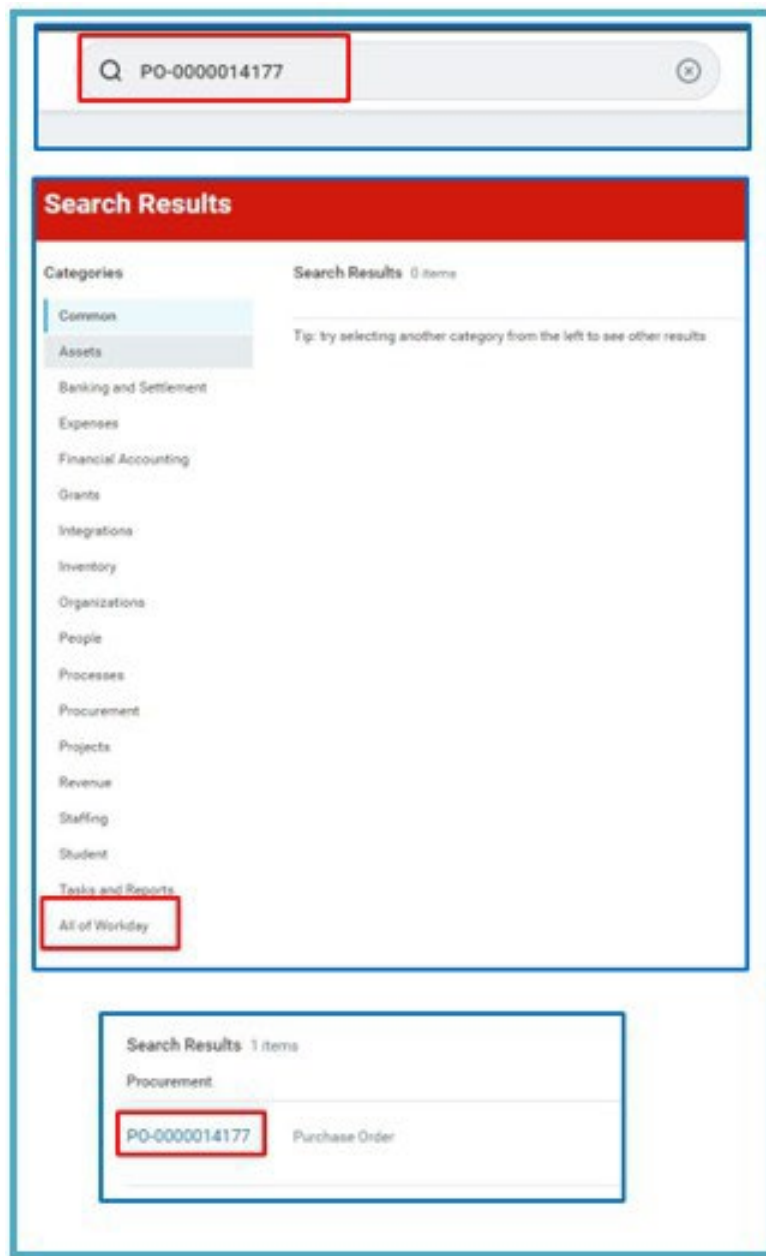 PO-0000014177
Search Results
Categories
Search Results 0 items
Common
Tip: try selecting another category from the left to see other results
Assets
Banking and Settlement
Expenses
Financial Accounting
Grants
Integrations
Inventory
Organizations
People
Processes
Procurement
Projects
Revenue
Staffing
Student
Tasks and Reports
All of Workday
Search Results 1 items
Procurement
PO-0000014177 Purchase Order